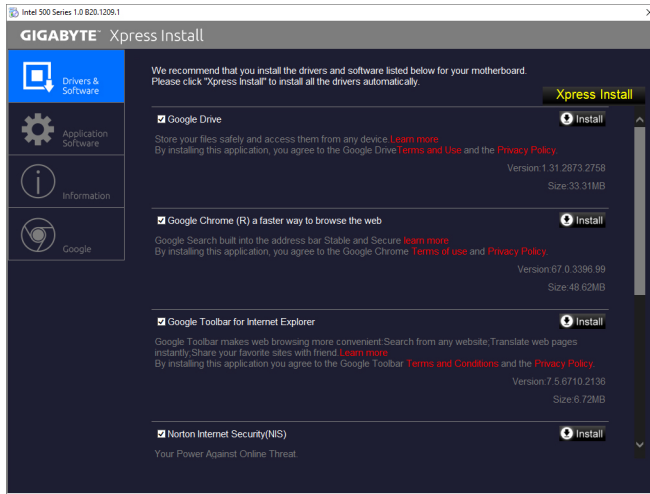 Intel 500 Series 1.0 B20.1209.1
GIGABYTE™ Xpress Install
Drivers &
Software
Application
Software
Information
Google
We recommend that you install the drivers and software listed below for your motherboard.
Please click "Xpress Install" to install all the drivers automatically.
Xpress Install
Google Drive
Install
Store your files safely and access them from any device.Learn more
By installing this application, you agree to the Google DriveTerms and Use and the Privacy Policy.
Version:1.31.2873.2758
Size:33.31MB
Google Chrome (R) a faster way to browse the web
Install
Google Search built into the address bar Stable and Secure learn more.
By installing this application, you agree to the Google Chrome Terms of use and Privacy Policy.
Version:67.0.3396.99
Size:48.62MB
Google Toolbar for Internet Explorer
Install
Google Toolbar makes web browsing more convenient:Search from any website;Translate web pages
instantly;Share your favorite sites with friend.Learn more
By installing this application you agree to the Google Toolbar Terms and Conditions and the Privacy Policy.
Version:7.5.6710.2136
Size:6.72MB
Norton Internet Security(NIS)
Install
Your Power Against Online Threat.